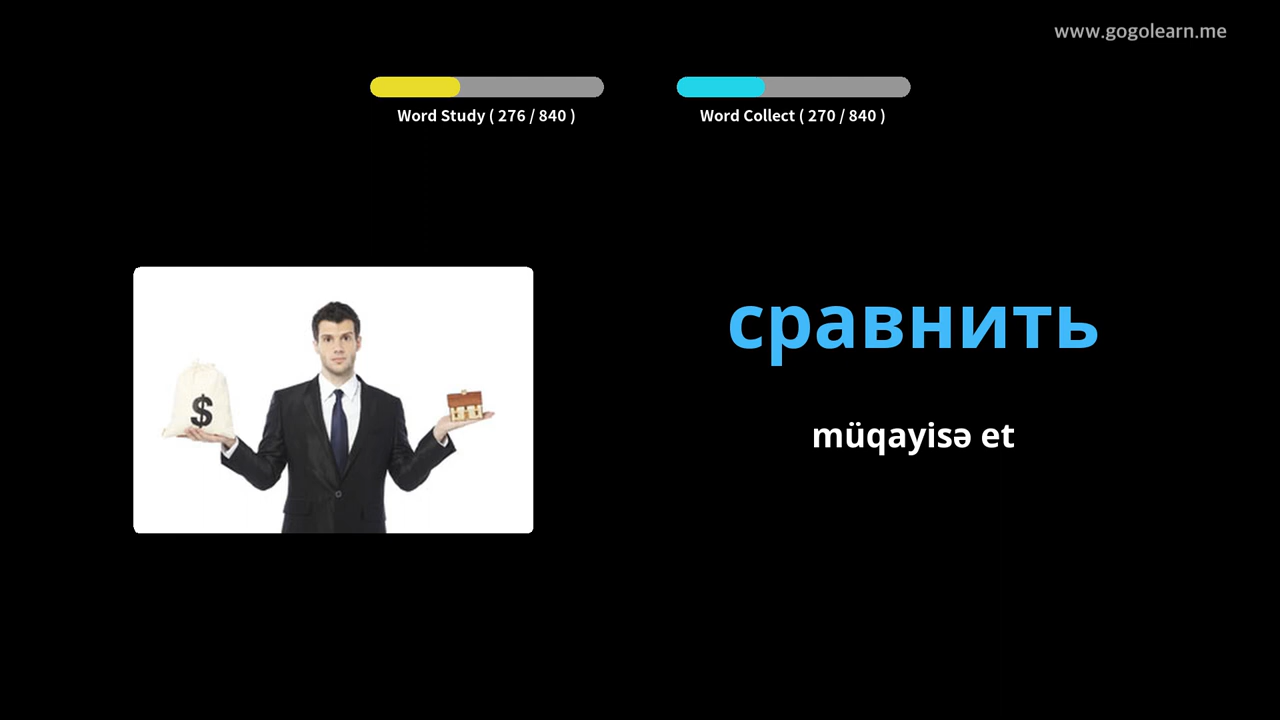 www.gogolearn.me
Word Study ( 276 / 840 )
Word Collect ( 270 / 840 )
$
сравнить
müqayisə et